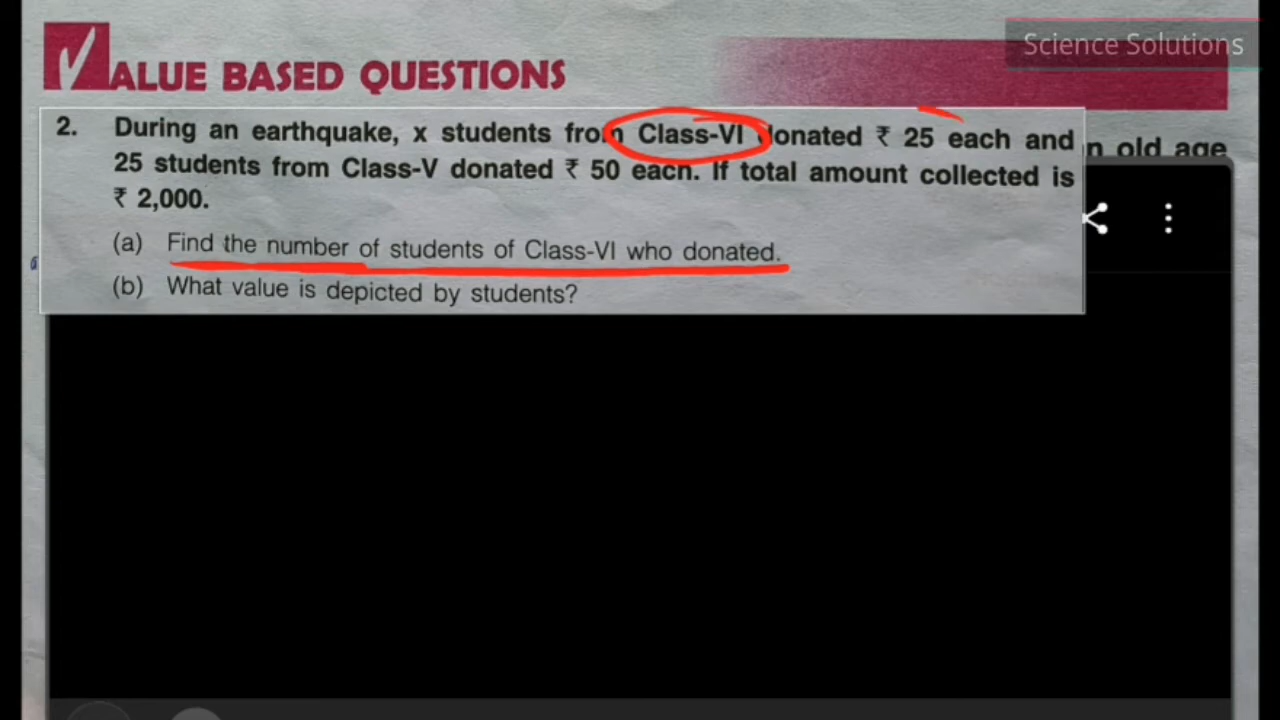 Science Solutions
VALUE BASED QUESTIONS
2. During an earthquake, x students from Class-VI donated ₹ 25 each and
n old age
25 students from Class-V donated ₹ 50 each. If total amount collected is
₹ 2,000.
(a) Find the number of students of Class-VI who donated.
(b) What value is depicted by students?